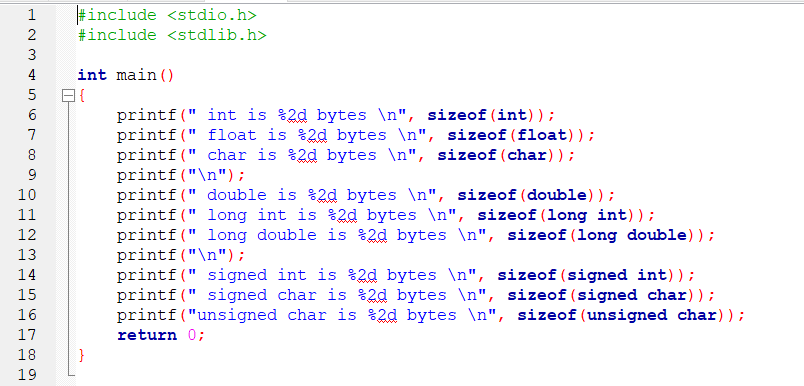 1 #include <stdio.h>
2 #include <stdlib.h>
3
4 int main()
5 {
6 printf(" int is %2d bytes \n", sizeof(int));
7 printf(" float is %2d bytes \n", sizeof(float));
8 printf(" char is %2d bytes \n", sizeof(char));
9 printf("\n");
10 printf(" double is %2d bytes \n", sizeof(double));
11 printf(" long int is %2d bytes \n", sizeof(long int));
12 printf(" long double is %2d bytes \n", sizeof(long double));
13 printf("\n");
14 printf(" signed int is %2d bytes \n", sizeof(signed int));
15 printf(" signed char is %2d bytes \n", sizeof(signed char));
16 printf("unsigned char is %2d bytes \n", sizeof(unsigned char));
17 return 0;
18 }
19